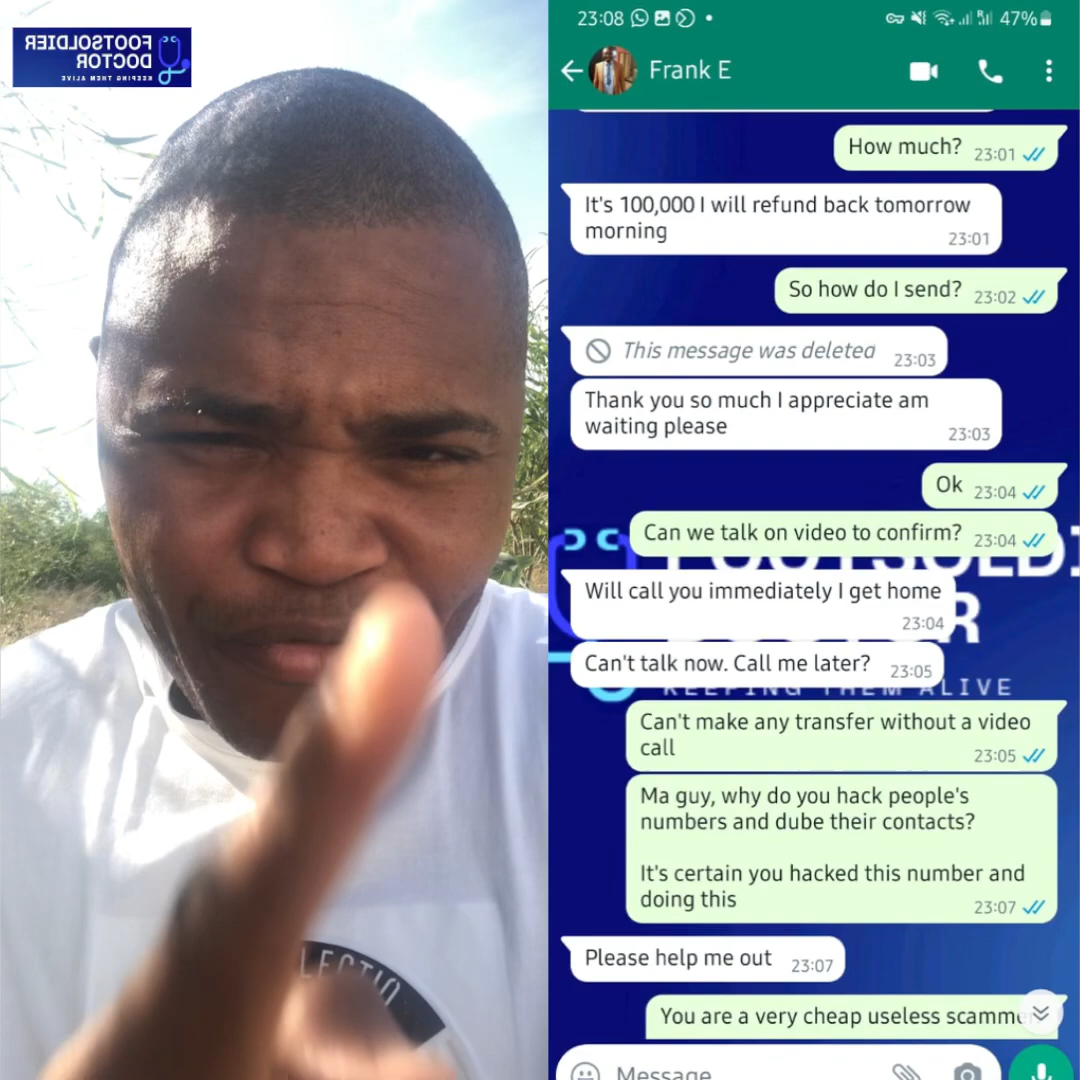 FOOTSOLDIER
DOCTOR
KEEPING THEM ALIVE
LECTIO
23:08
47%
Frank E
How much?
23:01
It's 100,000 I will refund back tomorrow
morning
23:01
So how do I send?
23:02
This message was deleted
23:03
Thank you so much I appreciate am
waiting please
23:03
Ok
23:04
Can we talk on video to confirm?
23:04
Will call you immediately I get home
23:04
Can't talk now. Call me later?
23:05
KEEPING THEM ALIVE
Can't make any transfer without a video
call
23:05
Ma guy, why do you hack people's
numbers and dube their contacts?
It's certain you hacked this number and
doing this
23:07
Please help me out
23:07
You are a very cheap useless scamme
Message